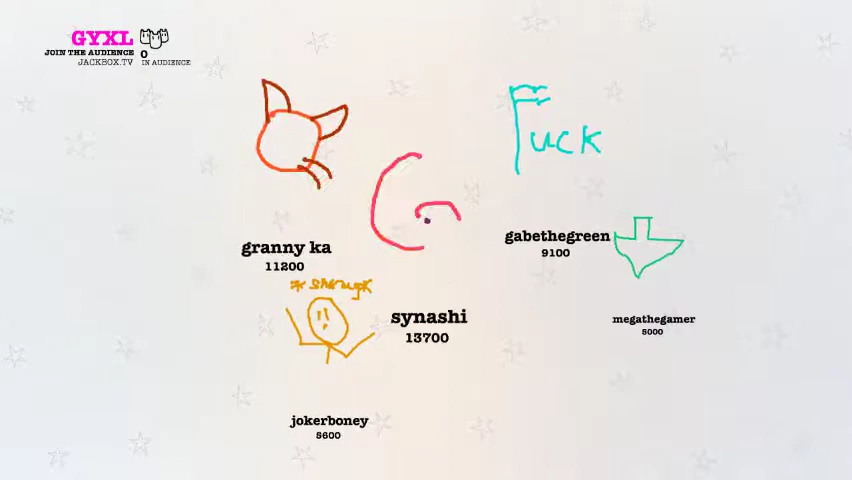 GYXL
JOIN THE AUDIENCE
JACKBOX.TV
0
IN AUDIENCE
Fuck
G
granny ka
11200
gabethegreen
9100
*shrugk
synashi
13700
megathegamer
5000
jokerboney
5600